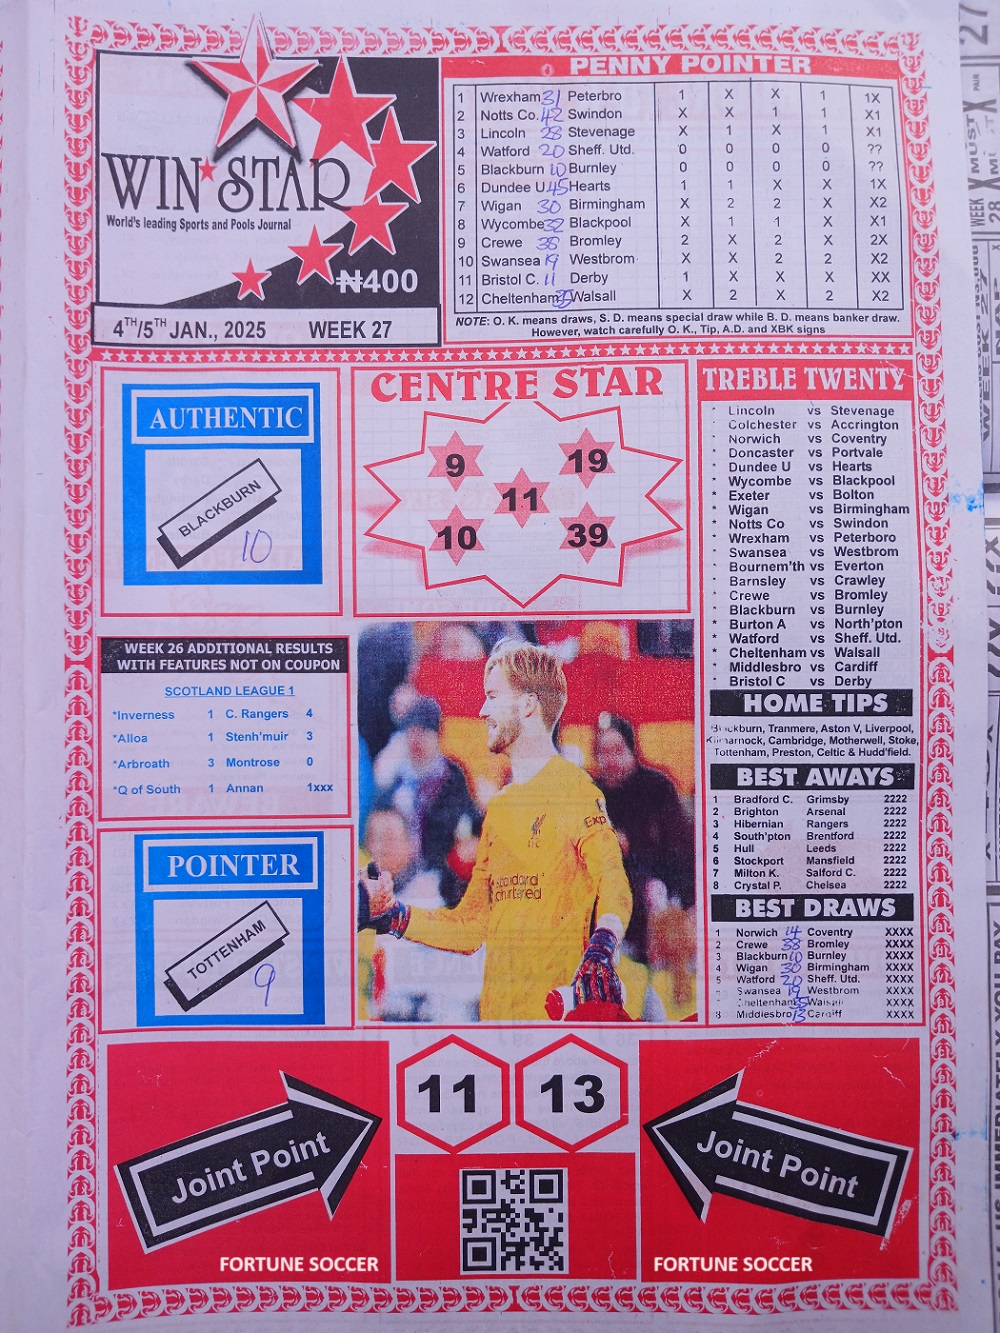 WIN STAR
World's leading Sports and Pools Journal
₦400
4TH/5TH JAN., 2025 WEEK 27
PENNY POINTER
1 Wrexham 31 Peterbro 1 X X 1 1X
2 Notts Co. 42 Swindon X X 1 1 X1
3 Lincoln 28 Stevenage X 1 X 1 X1
4 Watford 20 Sheff. Utd. 0 0 0 0 ??
5 Blackburn 10 Burnley 0 0 0 0 ??
6 Dundee U 45 Hearts 1 1 X X 1X
7 Wigan 30 Birmingham X 2 2 X X2
8 Wycombe 32 Blackpool X 1 1 X X1
9 Crewe 38 Bromley 2 X 2 X 2X
10 Swansea 19 Westbrom X X 2 2 X2
11 Bristol C. 11 Derby 1 X X X XX
12 Cheltenham 35 Walsall X 2 X 2 X2
NOTE: O. K. means draws, S. D. means special draw while B. D. means banker draw.
However, watch carefully O. K., Tip, A.D. and XBK signs
AUTHENTIC
BLACKBURN
10
CENTRE STAR
9 19
11
10 39
TREBLE TWENTY
* Lincoln vs Stevenage
* Colchester vs Accrington
* Norwich vs Coventry
* Doncaster vs Portvale
* Dundee U vs Hearts
* Wycombe vs Blackpool
* Exeter vs Bolton
* Wigan vs Birmingham
* Notts Co vs Swindon
* Wrexham vs Peterboro
* Swansea vs Westbrom
* Bournem'th vs Everton
* Barnsley vs Crawley
* Crewe vs Bromley
* Blackburn vs Burnley
* Burton A vs North'pton
* Watford vs Sheff. Utd.
* Cheltenham vs Walsall
* Middlesbro vs Cardiff
* Bristol C vs Derby
WEEK 26 ADDITIONAL RESULTS
WITH FEATURES NOT ON COUPON
SCOTLAND LEAGUE 1
*Inverness 1 C. Rangers 4
*Alloa 1 Stenh'muir 3
*Arbroath 3 Montrose 0
*Q of South 1 Annan 1xxx
HOME TIPS
Blackburn, Tranmere, Aston V, Liverpool,
Kilmarnock, Cambridge, Motherwell, Stoke,
Tottenham, Preston, Celtic & Hudd'field.
BEST AWAYS
1 Bradford C. Grimsby 2222
2 Brighton Arsenal 2222
3 Hibernian Rangers 2222
4 South'pton Brentford 2222
5 Hull Leeds 2222
6 Stockport Mansfield 2222
7 Milton K. Salford C. 2222
8 Crystal P. Chelsea 2222
BEST DRAWS
1 Norwich 14 Coventry XXXX
2 Crewe 38 Bromley XXXX
3 Blackburn 10 Burnley XXXX
4 Wigan 30 Birmingham XXXX
5 Watford 20 Sheff. Utd. XXXX
Swansea 19 Westbrom XXXX
Cheltenham 35 Walsall XXXX
8 Middlesbro 13 Cardiff XXXX
POINTER
TOTTENHAM
9
standard
chartered
Exp
11 13
Joint Point
Joint Point
FORTUNE SOCCER
FORTUNE SOCCER
WEEK 27